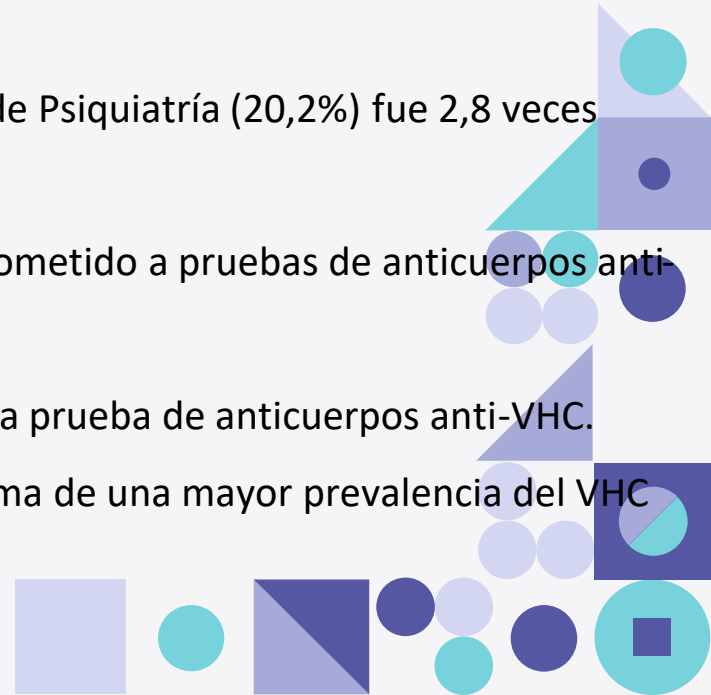 de Psiquiatría (20,2%) fue 2,8 veces
ometido a pruebas de anticuerpos anti-
a prueba de anticuerpos anti-VHC.
ma de una mayor prevalencia del VHC